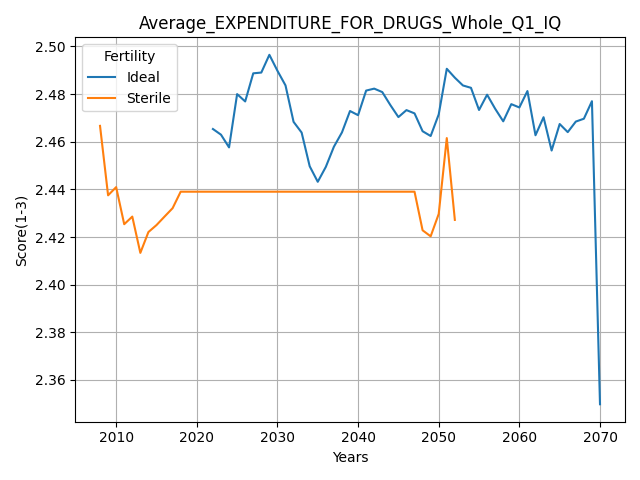 Average_EXPENDITURE_FOR_DRUGS_Whole_Q1_IQ
Fertility
Ideal
Sterile
Score(1-3)
2.50
2.48
2.46
2.44
2.42
2.40
2.38
2.36
2010 2020 2030 2040 2050 2060 2070
Years